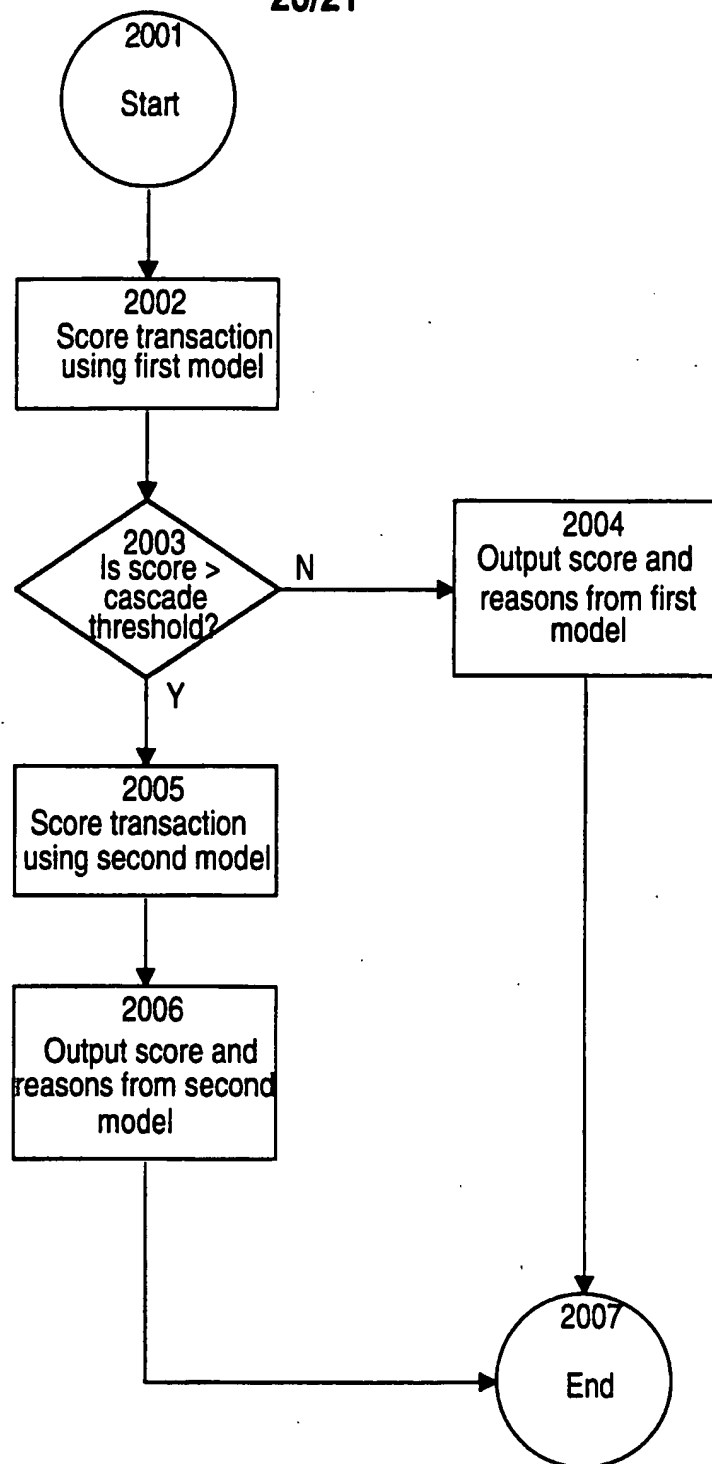 20/21
2001
Start
2002
Score transaction
using first model
2003
Is score >
cascade
threshold?
N
2004
Output score and
reasons from first
model
Y
2005
Score transaction
using second model
2006
Output score and
reasons from second
model
2007
End